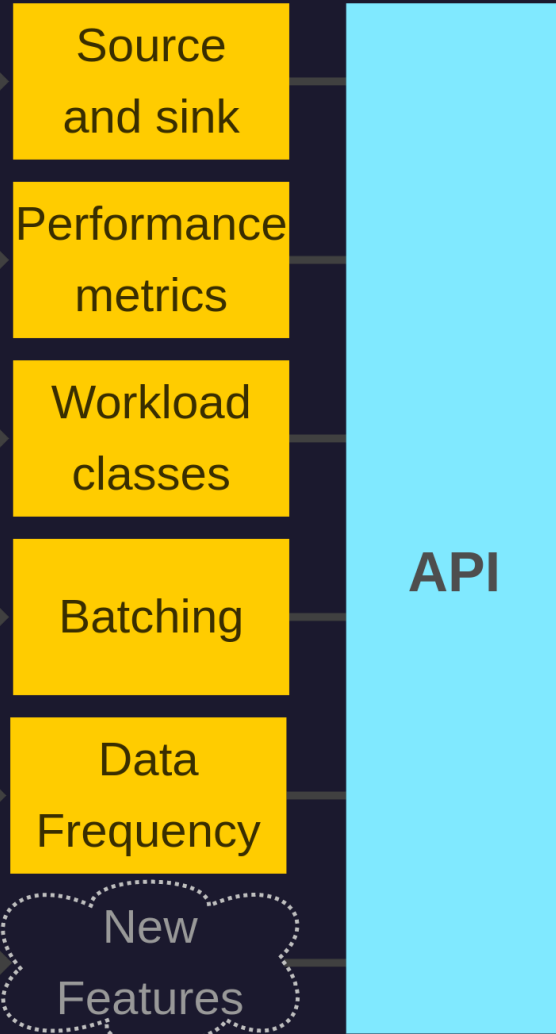 Source
and sink
Performance
metrics
Workload
classes
Batching
Data
Frequency
New
Features
API